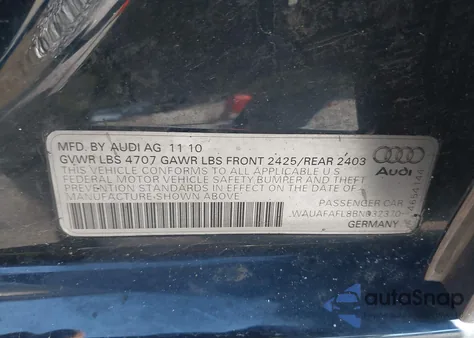 MFD. BY AUDI AG 11 10
GVWR LBS 4707 GAWR LBS FRONT 2425/REAR 2403
THIS VEHICLE CONFORMS TO ALL APPLICABLE U.S.
FEDERAL MOTOR VEHICLE SAFETY BUMPER AND THEFT
PREVENTION STANDARDS IN EFFECT ON THE DATE OF
MANUFACTURE SHOWN ABOVE
Audi
PASSENGER CAR
GERMANY
autoSnap